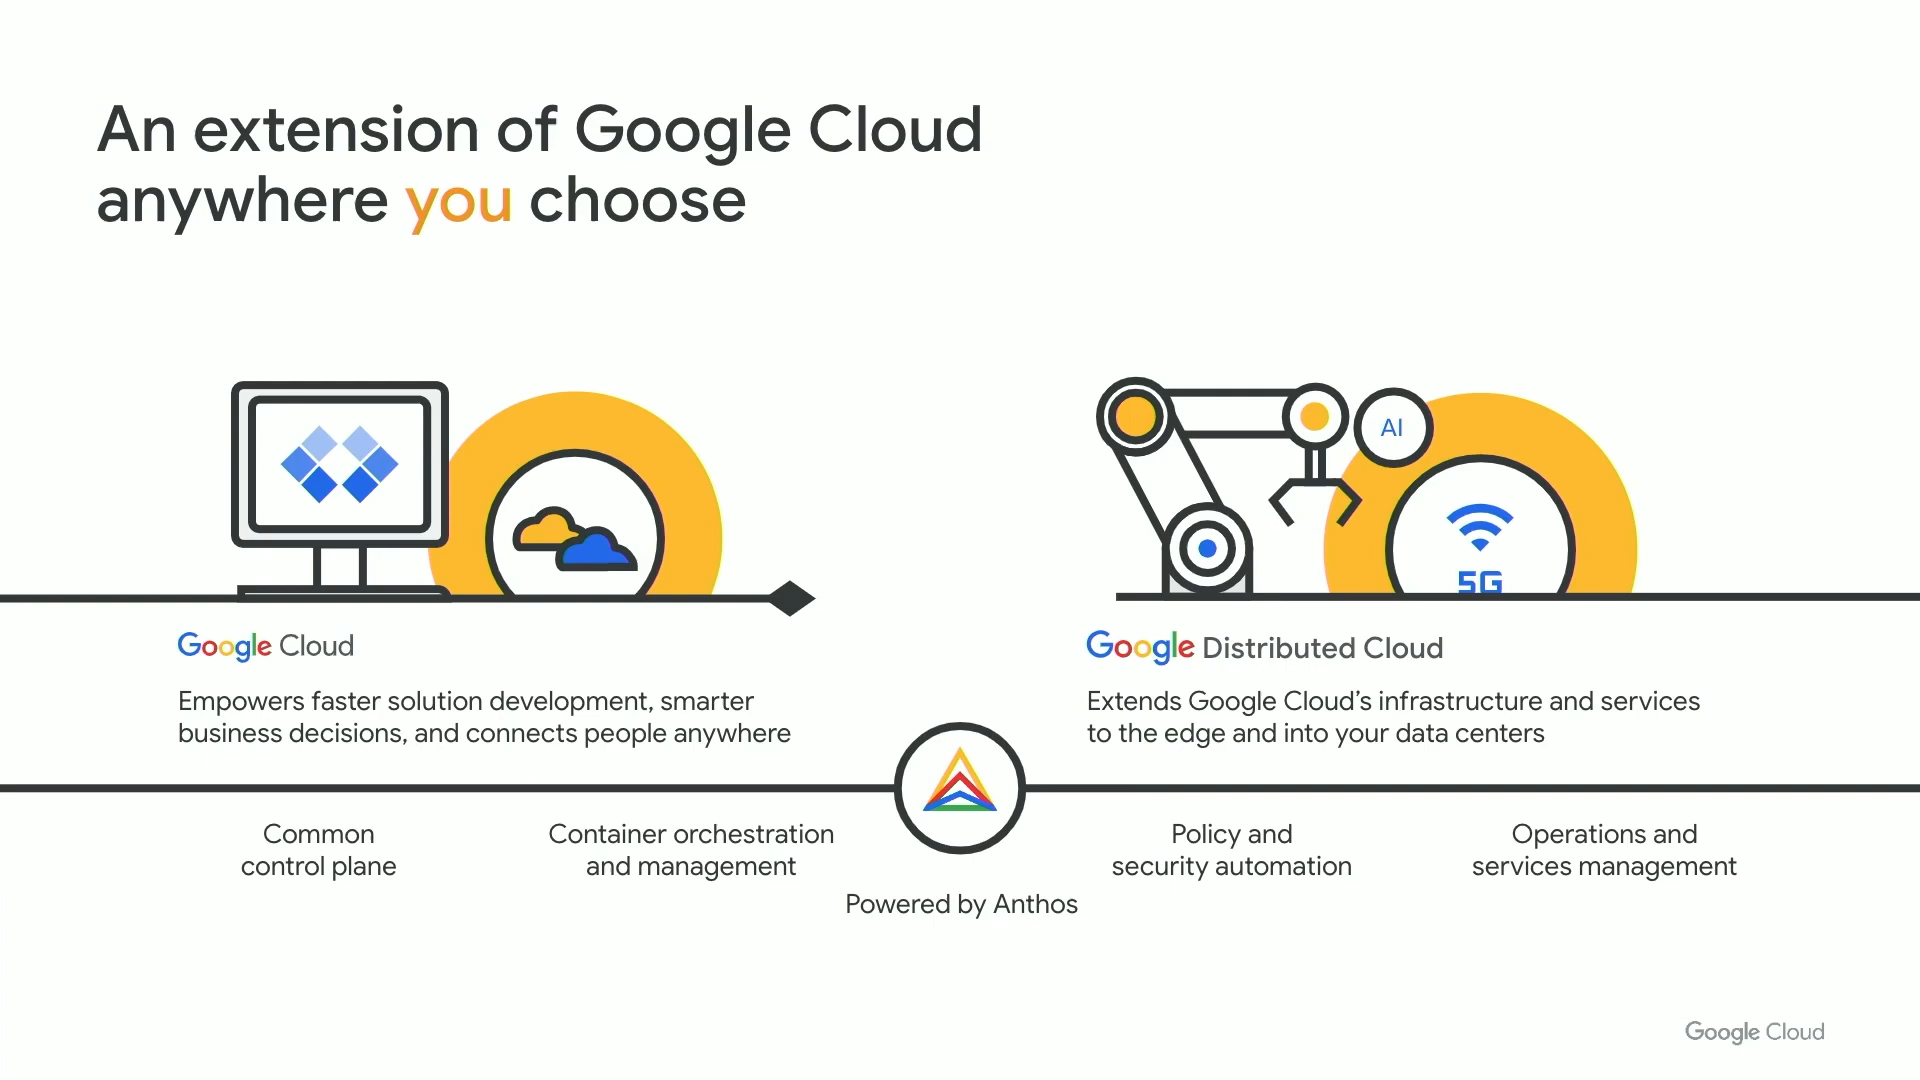 An extension of Google Cloud
anywhere you choose
AI
5G
Google Cloud
Empowers faster solution development, smarter
business decisions, and connects people anywhere
Google Distributed Cloud
Extends Google Cloud’s infrastructure and services
to the edge and into your data centers
Common
control plane
Container orchestration
and management
Powered by Anthos
Policy and
security automation
Operations and
services management
Google Cloud